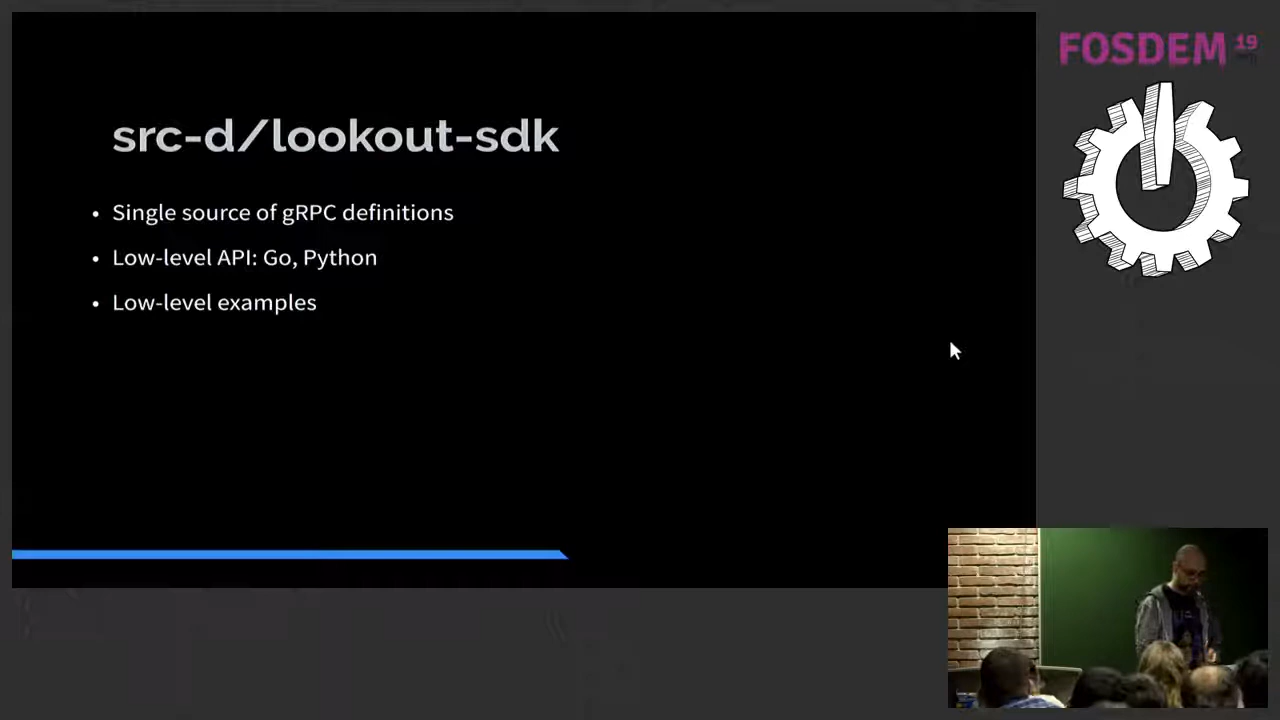 src-d/lookout-sdk
• Single source of gRPC definitions
• Low-level API: Go, Python
• Low-level examples
FOSDEM 19